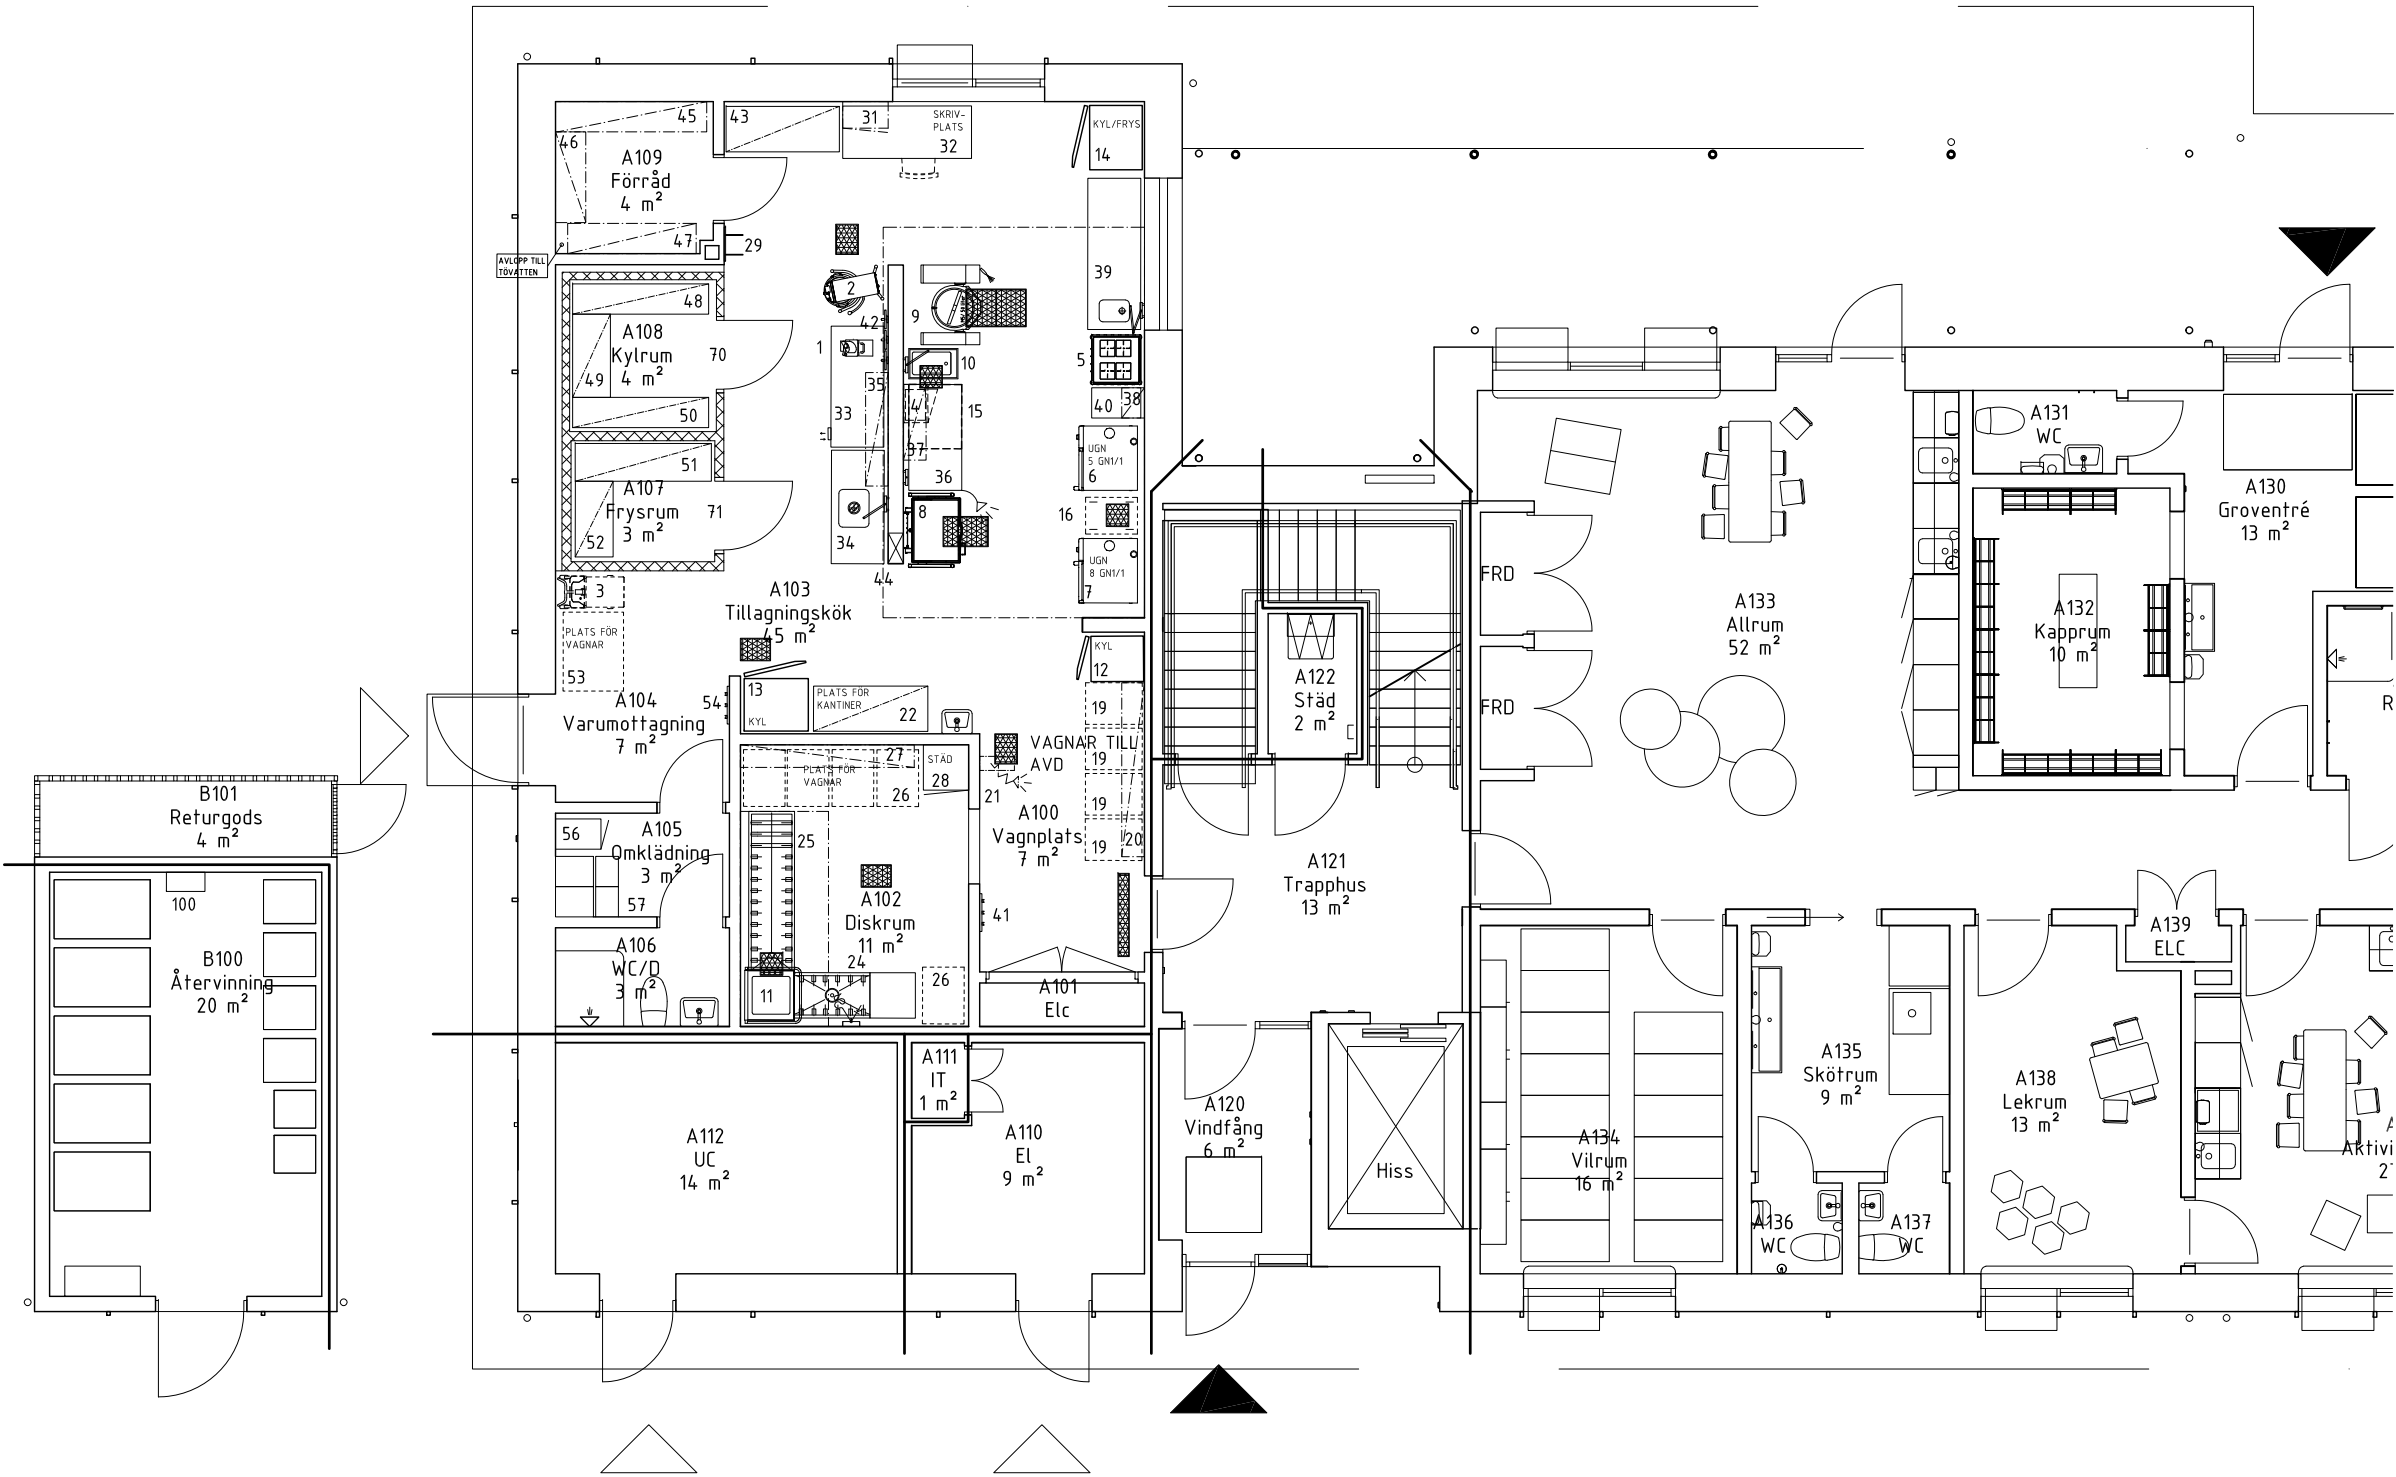 45
43
31
SKRIV-
PLATS
32
KYL/FRYS
14
46
A109
Förråd
4 m²
47
29
AVLOPP TILL
TÖVATTEN
2
39
48
A108
Kylrum
4 m²
49
50
70
42
9
1
10
5
35
33
4
15
37
36
40
38
UGN
5 GN1/1
6
51
A107
Frysrum
3 m²
52
71
34
8
44
16
UGN
8 GN1/1
7
3
PLATS FÖR
VAGNAR
53
A103
Tillagningskök
45 m²
KYL
12
A104
Varumottagning
7 m²
54
13
KYL
PLATS FÖR
KANTINER
22
19
19
19
19
20
VAGNAR TILL
AVD
21
A100
Vagnplats
7 m²
27
PLATS FÖR
VAGNAR
26
STÄD
28
25
56
A105
Omklädning
3 m²
57
A102
Diskrum
11 m²
24
41
A106
WC/D
3 m²
11
26
A101
Elc
B101
Returgods
4 m²
100
B100
Återvinning
20 m²
A111
IT
1 m²
A112
UC
14 m²
A110
El
9 m²
A122
Städ
2 m²
A121
Trapphus
13 m²
A120
Vindfång
6 m²
Hiss
FRD
FRD
A133
Allrum
52 m²
A131
WC
A130
Groventré
13 m²
A132
Kapprum
10 m²
R
A139
ELC
A135
Skötrum
9 m²
A134
Vilrum
16 m²
A136
WC
A137
WC
A138
Lekrum
13 m²
A
Aktivi
27